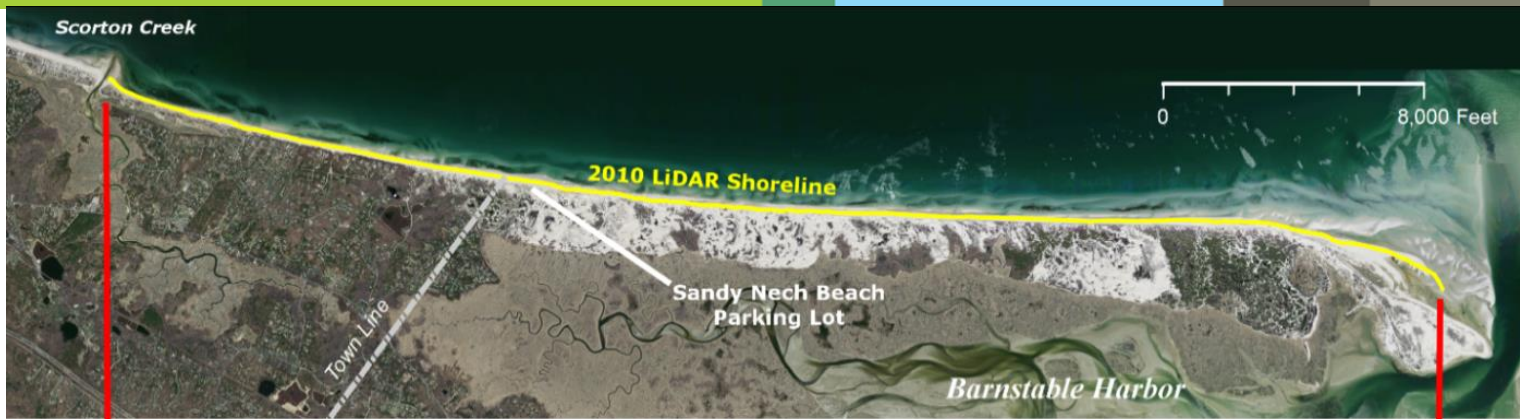 Scorton Creek
0 8,000 Feet
2010 LiDAR Shoreline
Sandy Nech Beach
Parking Lot
Town Line
Barnstable Harbor